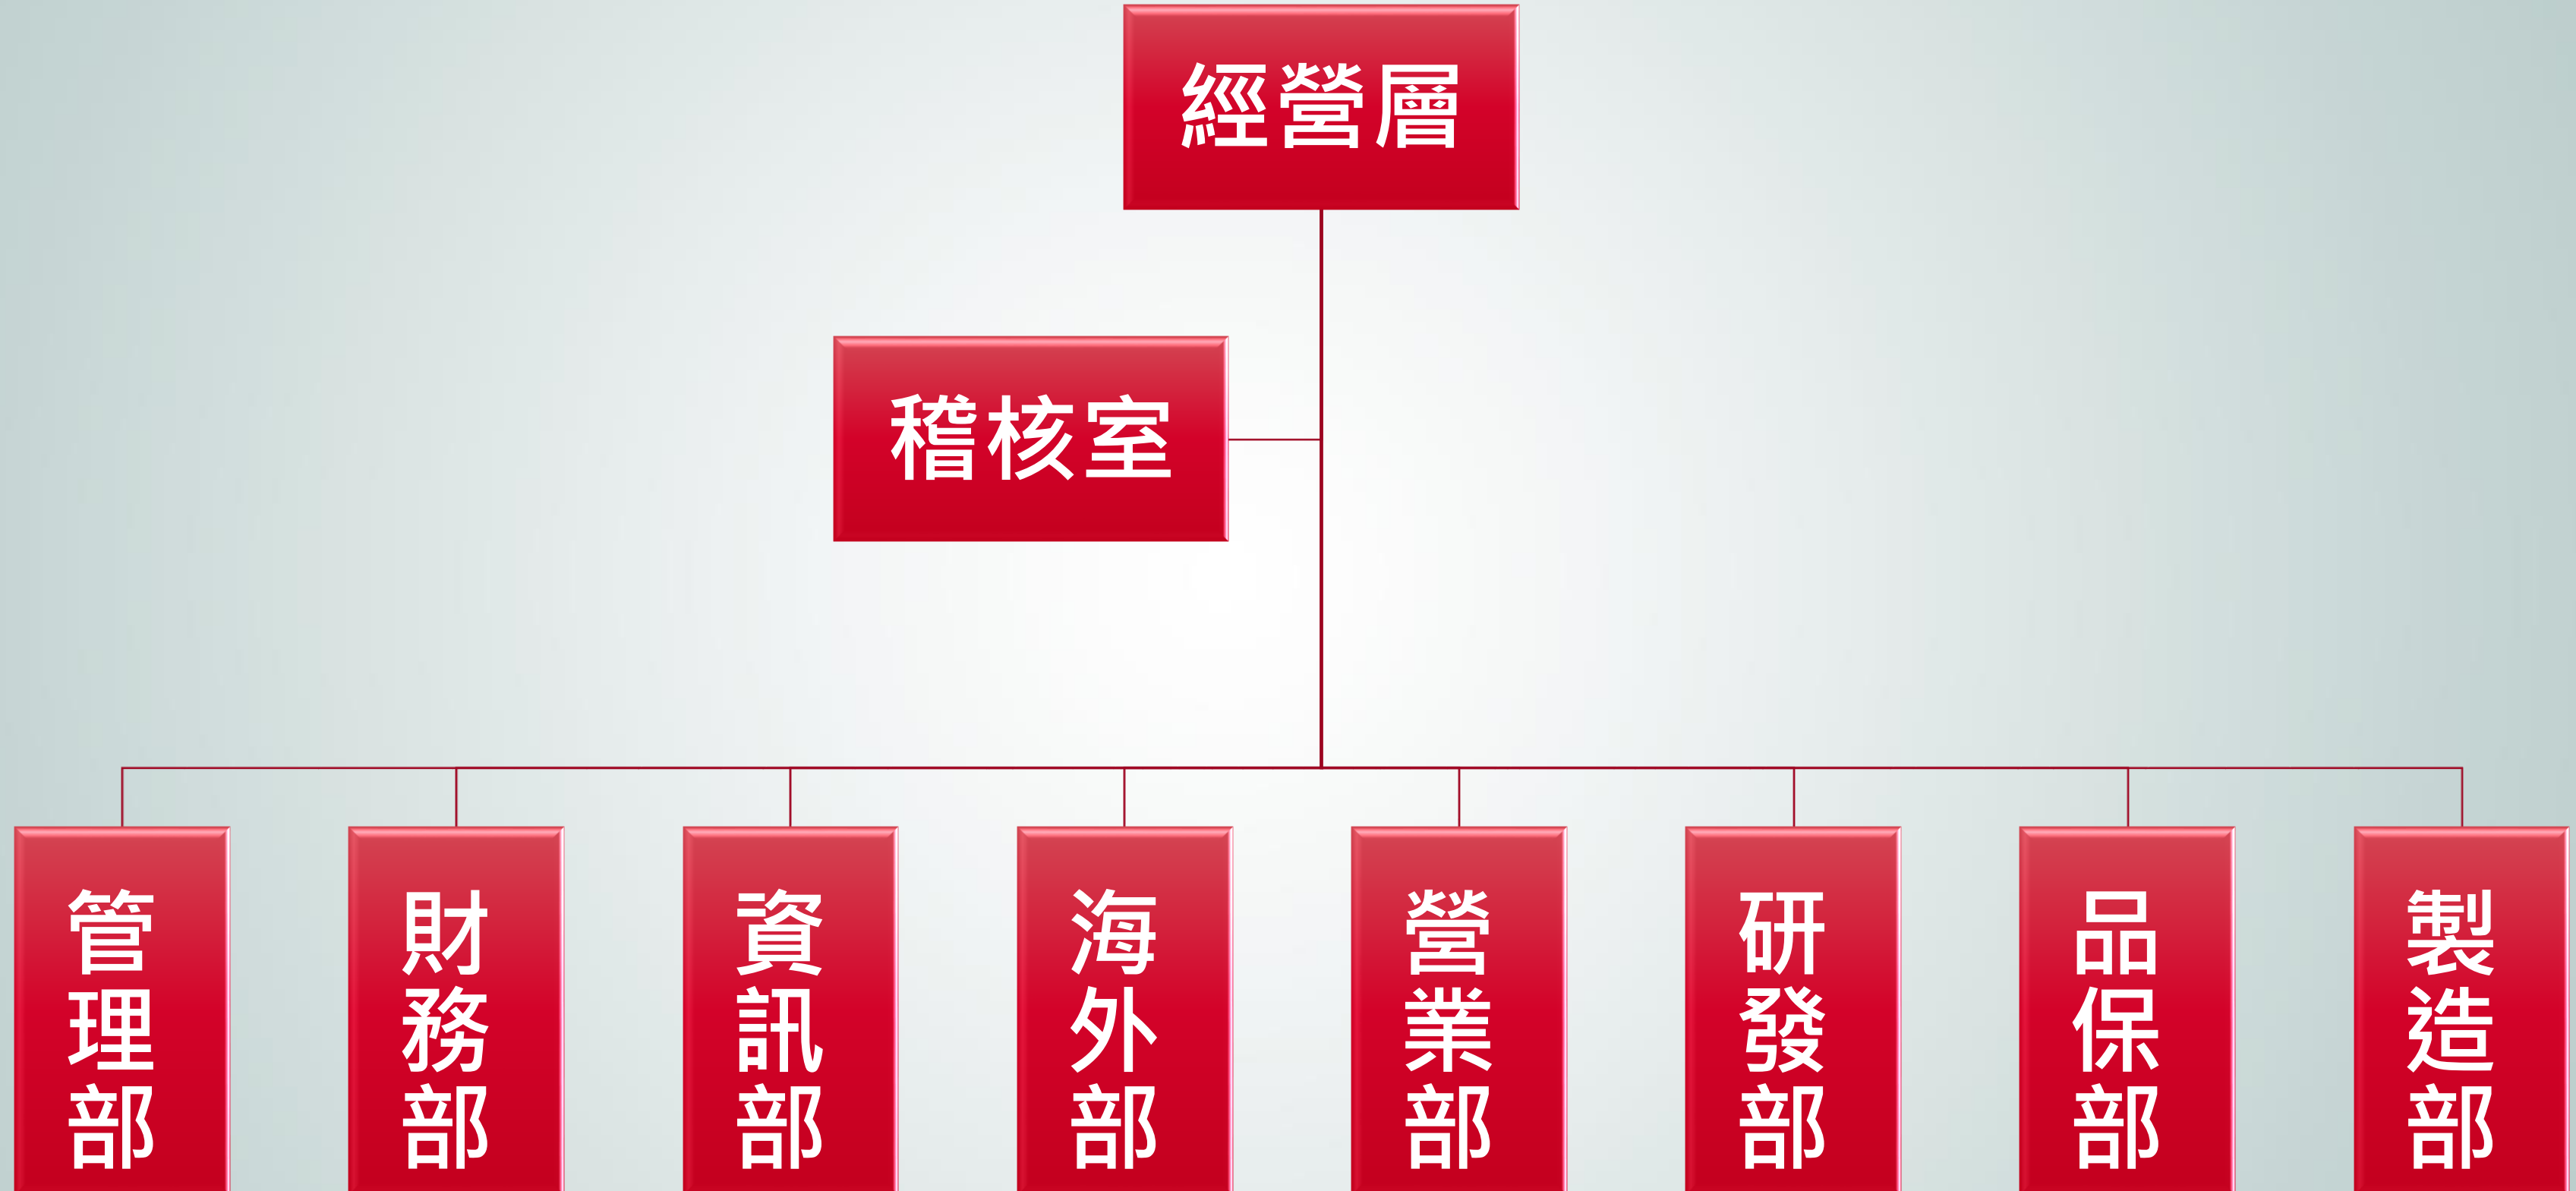 經營層
稽核室
管理部
財務部
資訊部
海外部
營業部
研發部
品保部
製造部